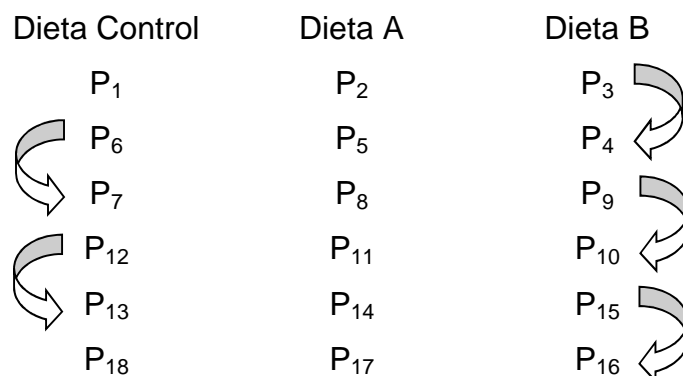 Dieta Control Dieta A Dieta B
P₁ P₂ P₃
P₆ P₅ P₄
P₇ P₈ P₉
P₁₂ P₁₁ P₁₀
P₁₃ P₁₄ P₁₅
P₁₈ P₁₇ P₁₆